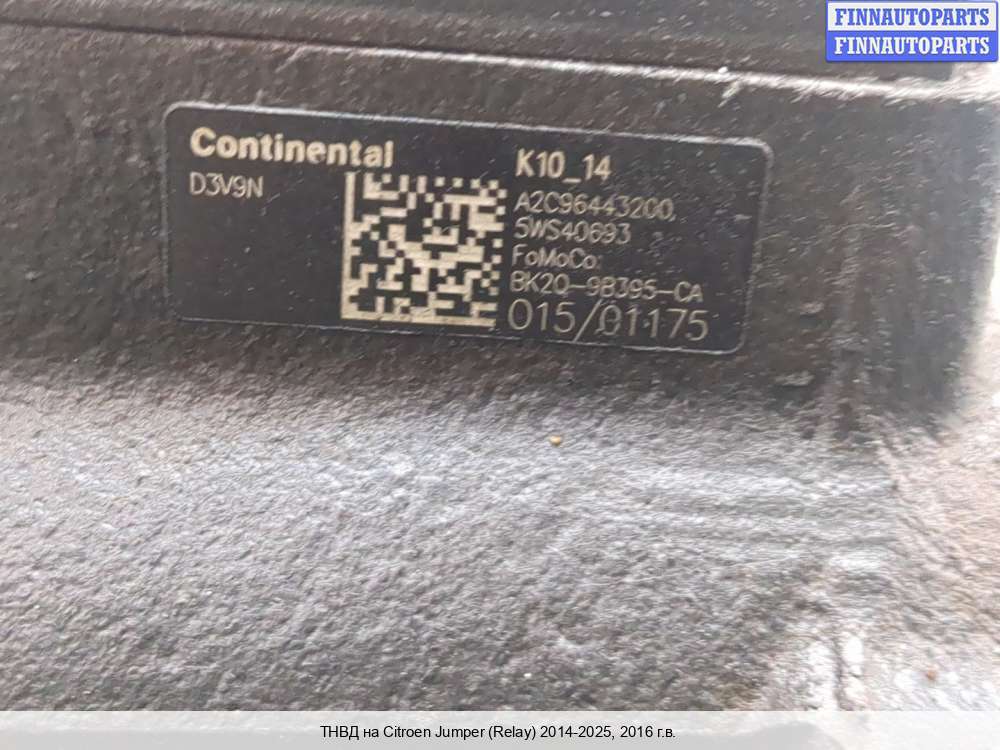 FINNAUTOPARTS
FINNAUTOPARTS
Continental
D3V9N
K10_14
A2C96443200
5WS40693
FoMoCo
BK2Q-9B395-CA
015/01175
ТНВД на Citroen Jumper (Relay) 2014-2025, 2016 г.в.